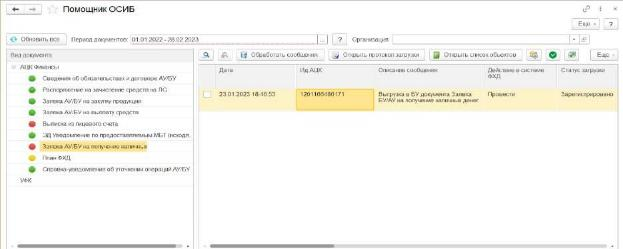 Помощник ОСИБ
Еще
?
Обновить все
Период документов: 01.01.2022 - 28.02.2023
...
?
Организация:
Вид документа
АЦК Финансы
Сведения об обязательствах и договоре АУ/БУ
Распоряжение на зачисление средств на ЛС
Заявка АУ/БУ на закупку продукции
Заявка АУ/БУ на выплату средств
Выписка из лицевого счета
ЭД Уведомление по предоставляемым МБТ (исходя.
Заявка АУ/БУ на получение наличных
План ФХД
Справка-уведомление об уточнении операций АУ/БУ
УФК
Обработать сообщения
Открыть протокол загрузки
Открыть список объектов
Еще
Дата
Ид АЦК
Описание сообщения
Действие в системе ФХД
Статус загрузки
23.01.2023 18:46:53
Выгрузка в БУ документа Заявка
БУ/АУ на получение наличных денег
Провести
Зарегистрировано